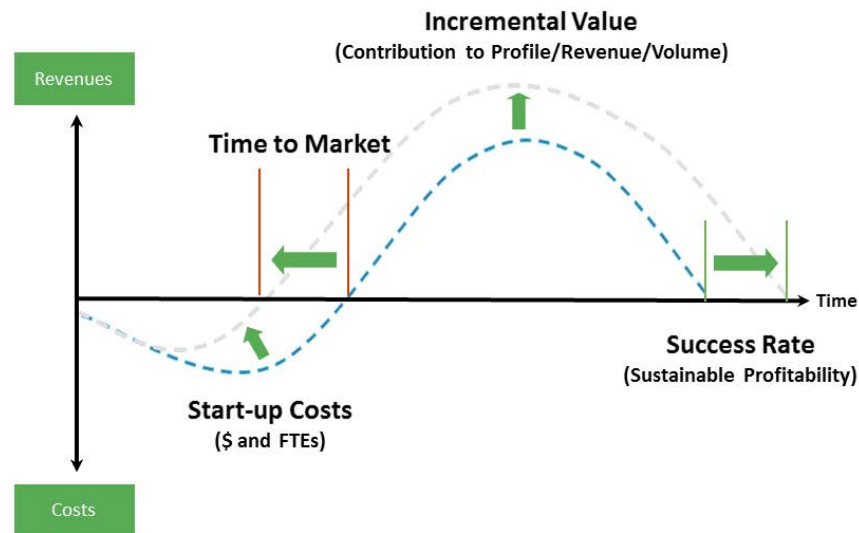 Incremental Value
(Contribution to Profile/Revenue/Volume)
Revenues
Time to Market
Time
Success Rate
(Sustainable Profitability)
Start-up Costs
($ and FTEs)
Costs